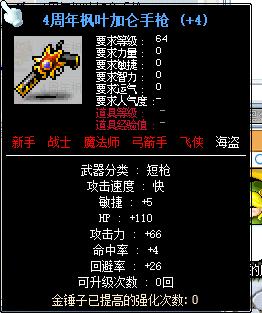 4周年枫叶加仑手枪 (+4)
要求等级 : 64
要求力量 : -
要求敏捷 : -
要求智力 : -
要求运气 : -
要求人气度 : -
道具等级 : -
道具经验值 : -
新手 战士 魔法师 弓箭手 飞侠 海盗
武器分类 : 短枪
攻击速度 : 快
敏捷 : +5
HP : +110
攻击力 : +66
命中率 : +4
回避率 : +26
可升级次数 : 0回
金锤子已提高的强化次数: 0